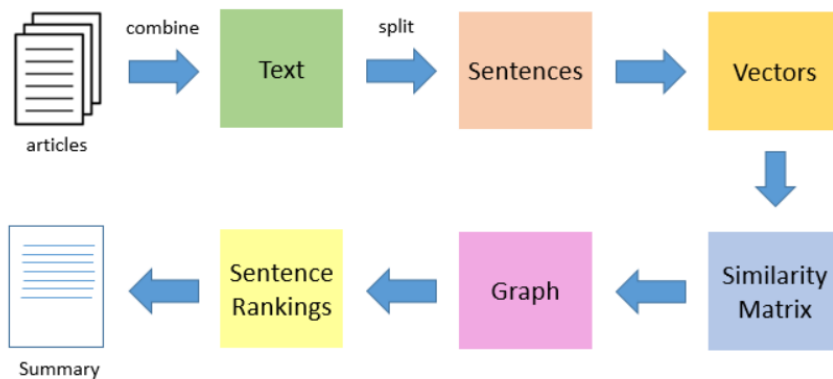 combine
split
Text
Sentences
Vectors
articles
Similarity
Matrix
Graph
Sentence
Rankings
Summary